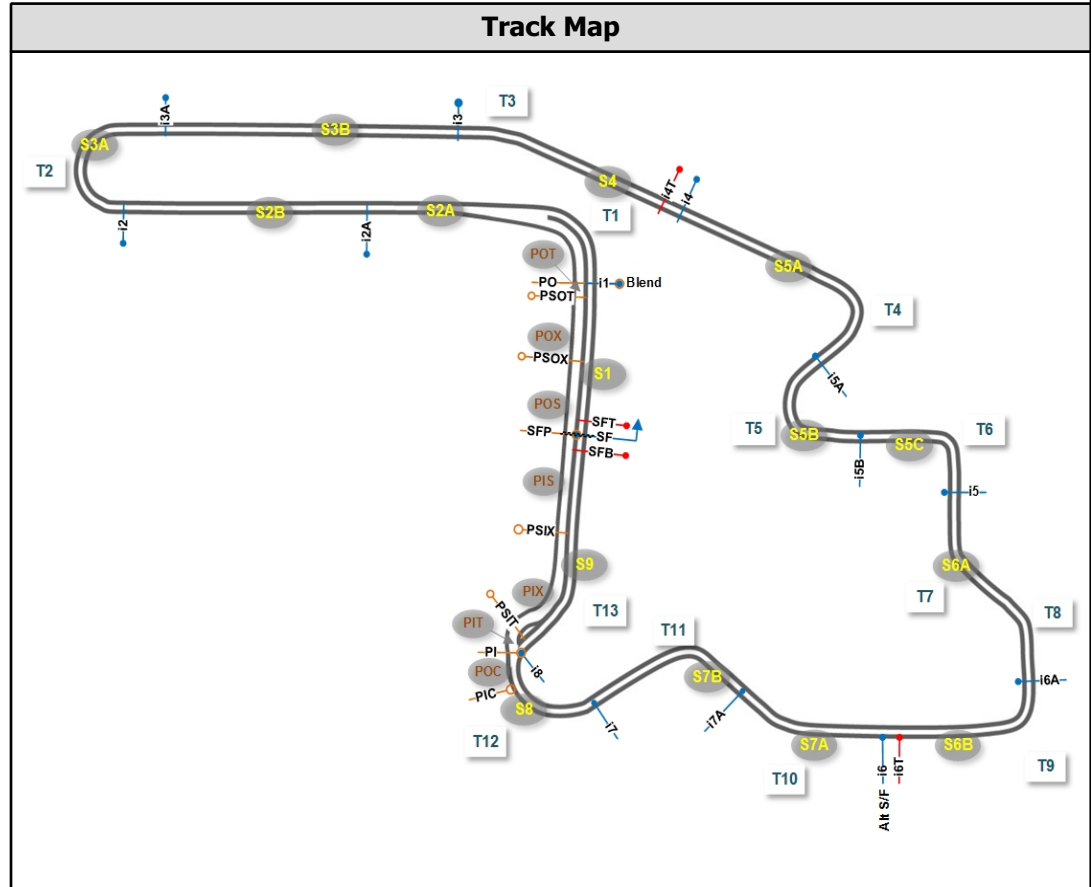 Track Map
i3A
i3
T3
S3A
S3B
T2
S4
i4T
i4
T1
i2
S2B
i2A
S2A
S5A
POT
PO
i1
Blend
PSOT
T4
POX
PSOX
S1
i5A
POS
SFT
SFP
SF
SFB
T5
S5B
i5B
S5C
T6
PIS
i5
PSIX
S9
S6A
PIX
PSIT
T13
T7
T8
PIT
T11
PI
i8
POC
S7B
i6A
PIC
S8
i7
i7A
T12
S7A
i6
i6T
S6B
T10
T9
Alt S/F